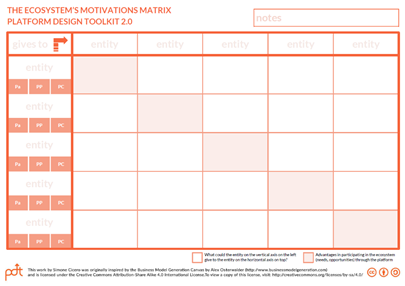 THE ECOSYSTEM'S MOTIVATIONS MATRIX
PLATFORM DESIGN TOOLKIT 2.0
notes
gives to
entity entity entity entity entity
entity
Pa PP PC
entity
Pa PP PC
entity
Pa PP PC
entity
Pa PP PC
entity
Pa PP PC
What could the entity on the vertical axis on the left
give to the entity on the horizontal axis on top?
Advantages in participating in the ecosystem
(needs, opportunities) through the platform
pdt
This work by Simone Cicero was originally inspired by the Business Model Generation Canvas by Alex Osterwalder (http://www.businessmodelgeneration.com/)
and is licensed under the Creative Commons Attribution-Share Alike 4.0 International License. To view a copy of this license, visit: http://creativecommons.org/licenses/by-sa/4.0/